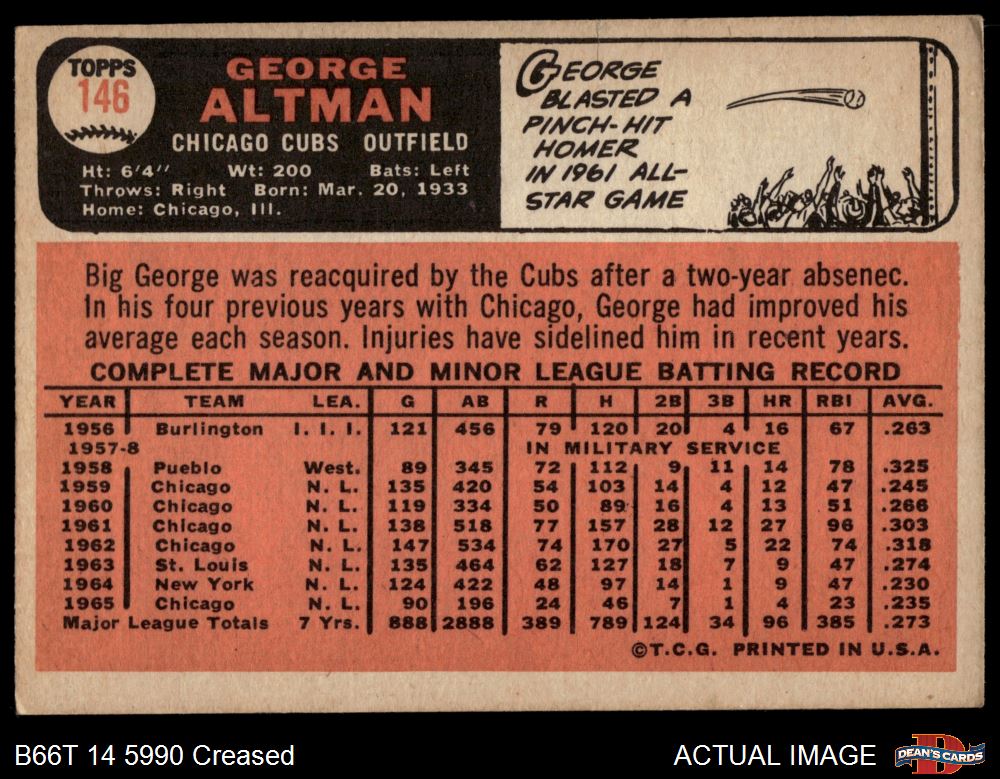 TOPPS
146
GEORGE
ALTMAN
CHICAGO CUBS OUTFIELD
Ht: 6'4" Wt: 200 Bats: Left
Throws: Right Born: Mar. 20, 1933
Home: Chicago, Ill.
GEORGE
BLASTED A
PINCH-HIT
HOMER
IN 1961 ALL-
STAR GAME
Big George was reacquired by the Cubs after a two-year absenec.
In his four previous years with Chicago, George had improved his
average each season. Injuries have sidelined him in recent years.
COMPLETE MAJOR AND MINOR LEAGUE BATTING RECORD
YEAR TEAM LEA. G AB R H 2B 3B HR RBI AVG.
1956 Burlington I. I. I. 121 456 79 120 20 4 16 67 .263
1957-8 IN MILITARY SERVICE
1958 Pueblo West. 89 345 72 112 9 11 14 78 .325
1959 Chicago N. L. 135 420 54 103 14 4 12 47 .245
1960 Chicago N. L. 119 334 50 89 16 4 13 51 .266
1961 Chicago N. L. 138 518 77 157 28 12 27 96 .303
1962 Chicago N. L. 147 534 74 170 27 5 22 74 .318
1963 St. Louis N. L. 135 464 62 127 18 7 9 47 .274
1964 New York N. L. 124 422 48 97 14 1 9 47 .230
1965 Chicago N. L. 90 196 24 46 7 1 4 23 .235
Major League Totals 7 Yrs. 888 2888 389 789 124 34 96 385 .273
©T.C.G. PRINTED IN U.S.A.
B66T 14 5990 Creased
ACTUAL IMAGE
DEAN'S CARDS